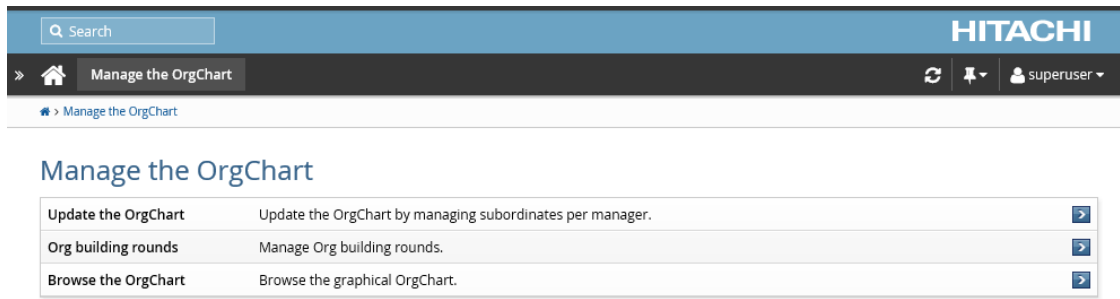 Search
HITACHI
» Manage the OrgChart superuser
> Manage the OrgChart
Manage the OrgChart
Update the OrgChart Update the OrgChart by managing subordinates per manager.
Org building rounds Manage Org building rounds.
Browse the OrgChart Browse the graphical OrgChart.